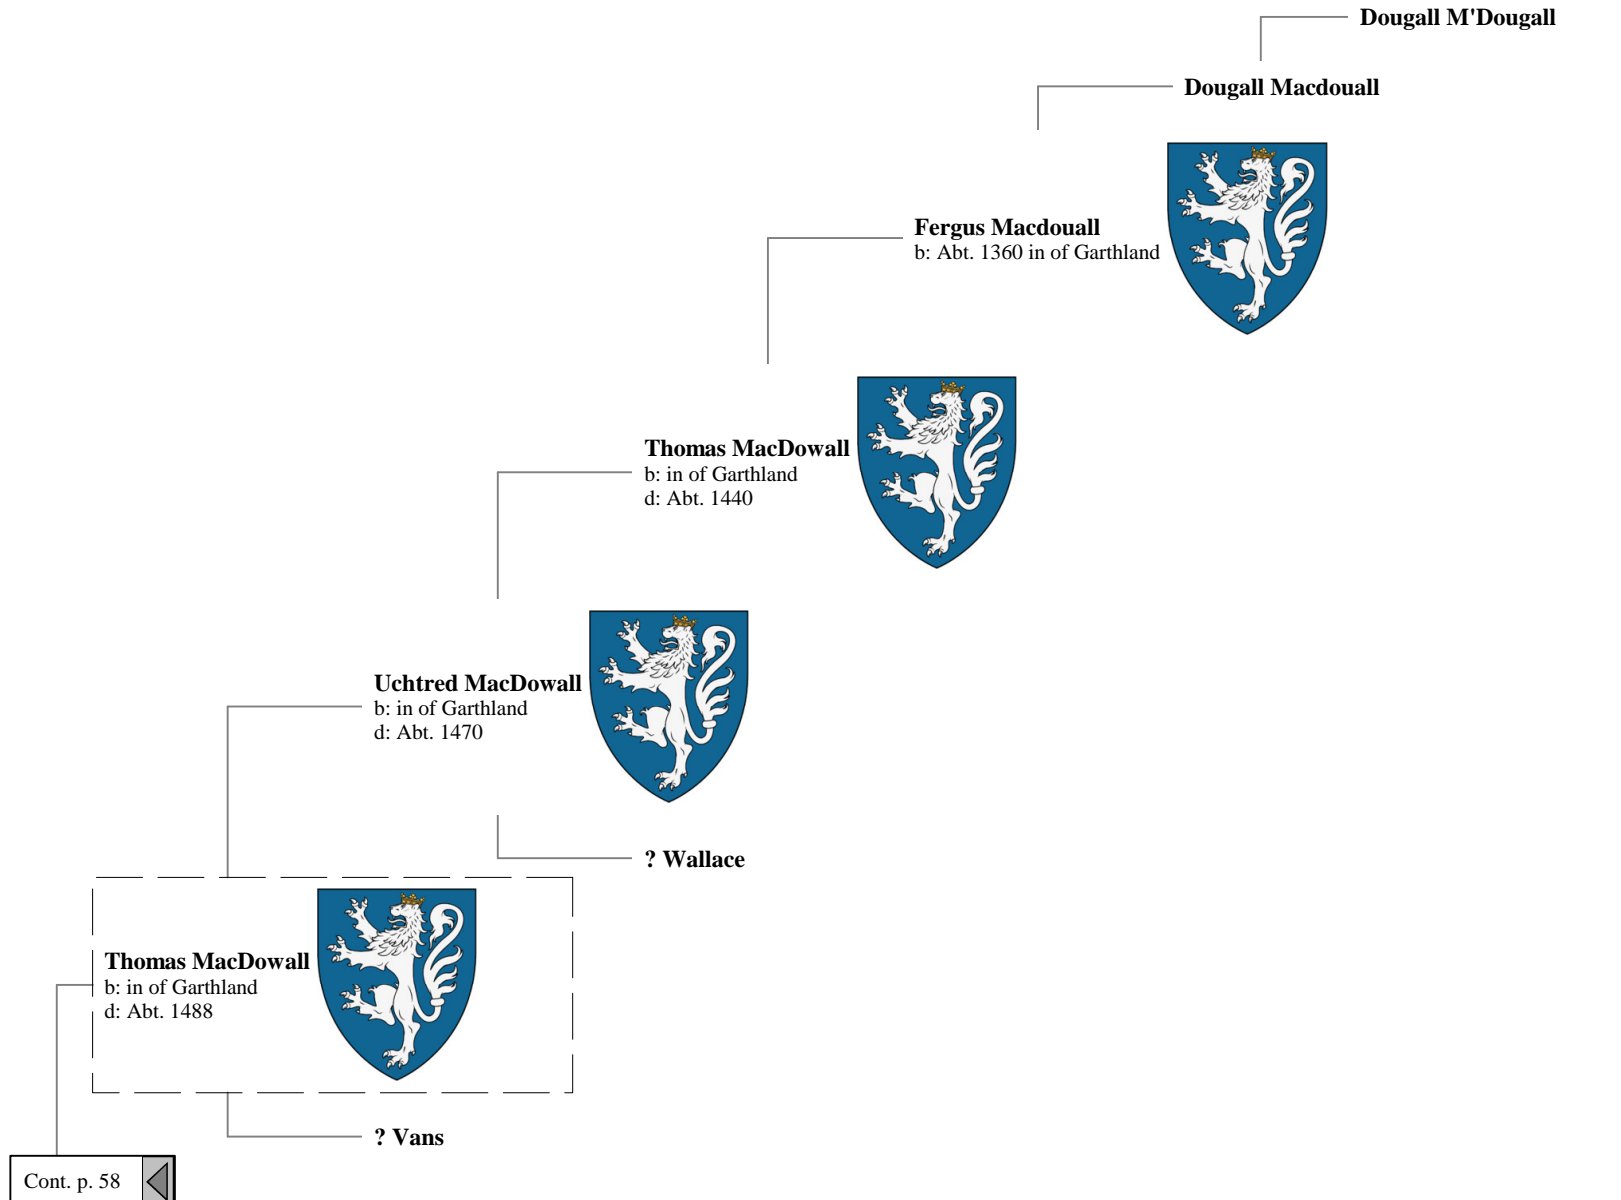 Dougall M'Dougall
Dougall Macdouall
Fergus Macdouall
b: Abt. 1360 in of Garthland
Thomas MacDowall
b: in of Garthland
d: Abt. 1440
Uchtred MacDowall
b: in of Garthland
d: Abt. 1470
? Wallace
Thomas MacDowall
b: in of Garthland
d: Abt. 1488
? Vans
Cont. p. 58